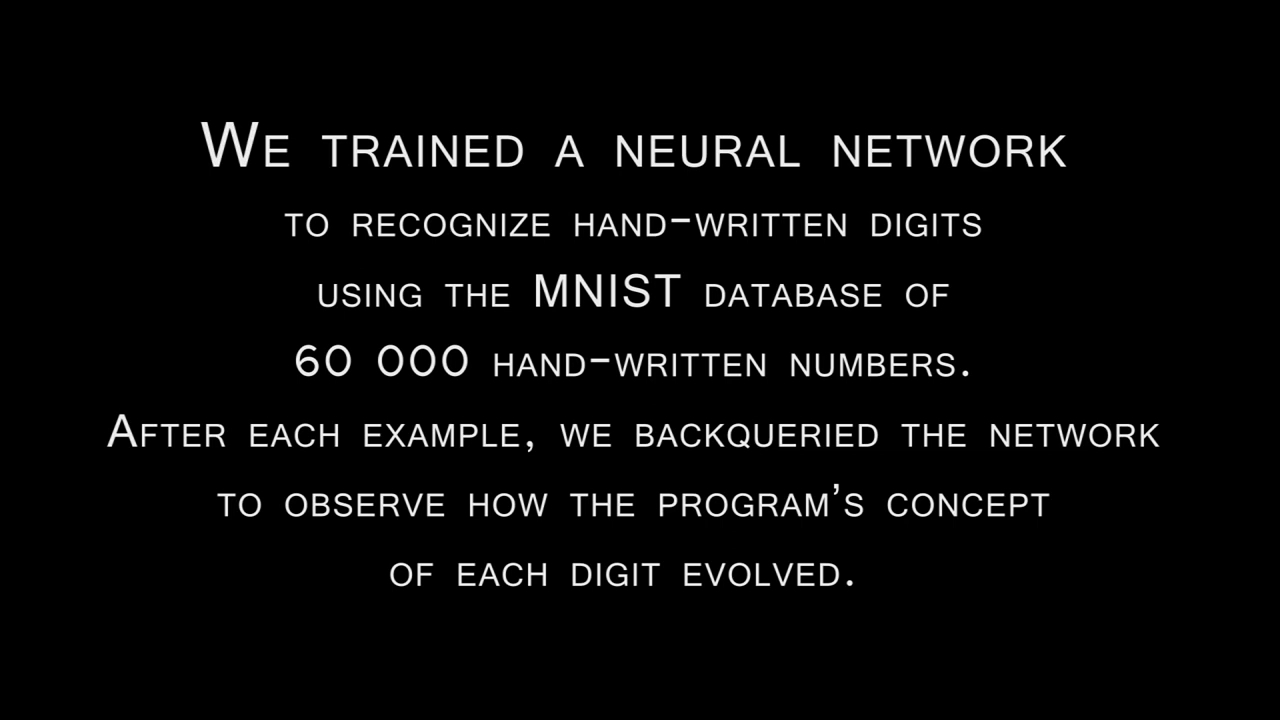 We trained a neural network
to recognize hand-written digits
using the MNIST database of
60 000 hand-written numbers.
After each example, we backqueried the network
to observe how the program's concept
of each digit evolved.